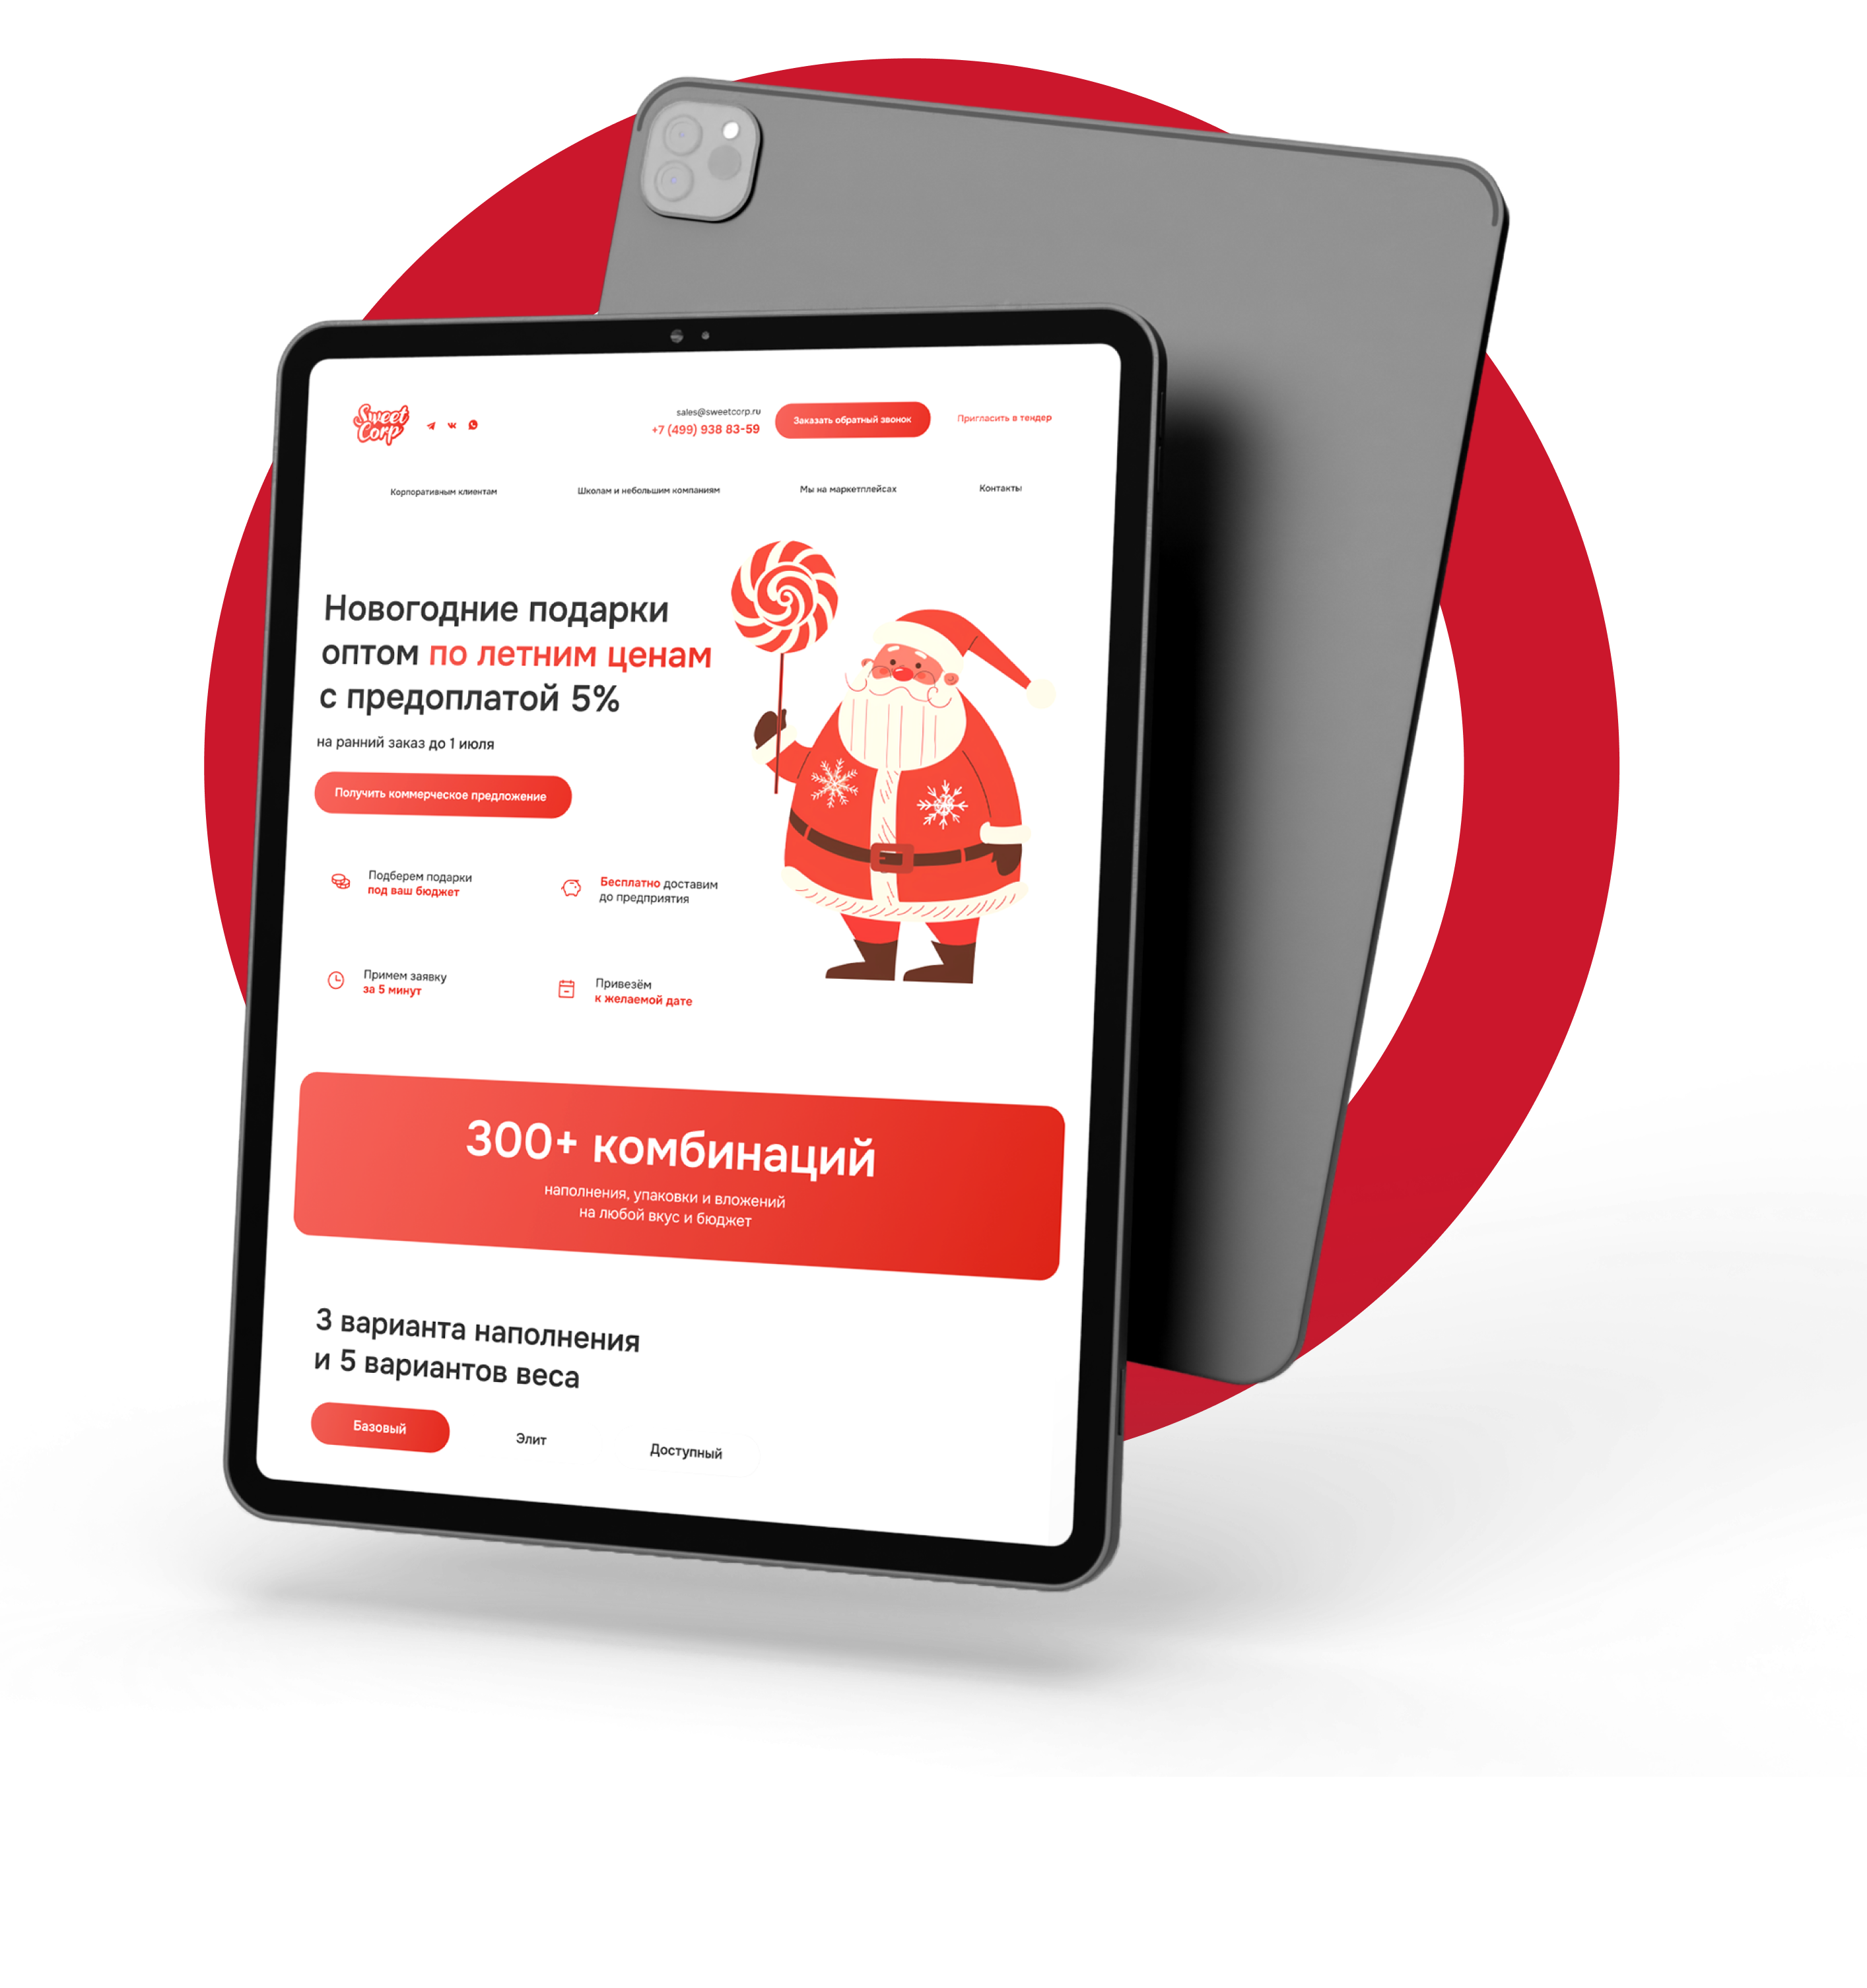 Sweet
Corp
sales@sweetcorp.ru
+7 (499) 938 83-59
Заказать обратный звонок
Пригласить в тендер
Корпоративным клиентам
Школам и небольшим компаниям
Мы на маркетплейсах
Контакты
Новогодние подарки
оптом по летним ценам
с предоплатой 5%
на ранний заказ до 1 июля
Получить коммерческое предложение
Подберем подарки
под ваш бюджет
Бесплатно доставим
до предприятия
Примем заявку
за 5 минут
Привезём
к желаемой дате
300+ комбинаций
наполнения, упаковки и вложений
на любой вкус и бюджет
3 варианта наполнения
и 5 вариантов веса
Базовый
Элит
Доступный